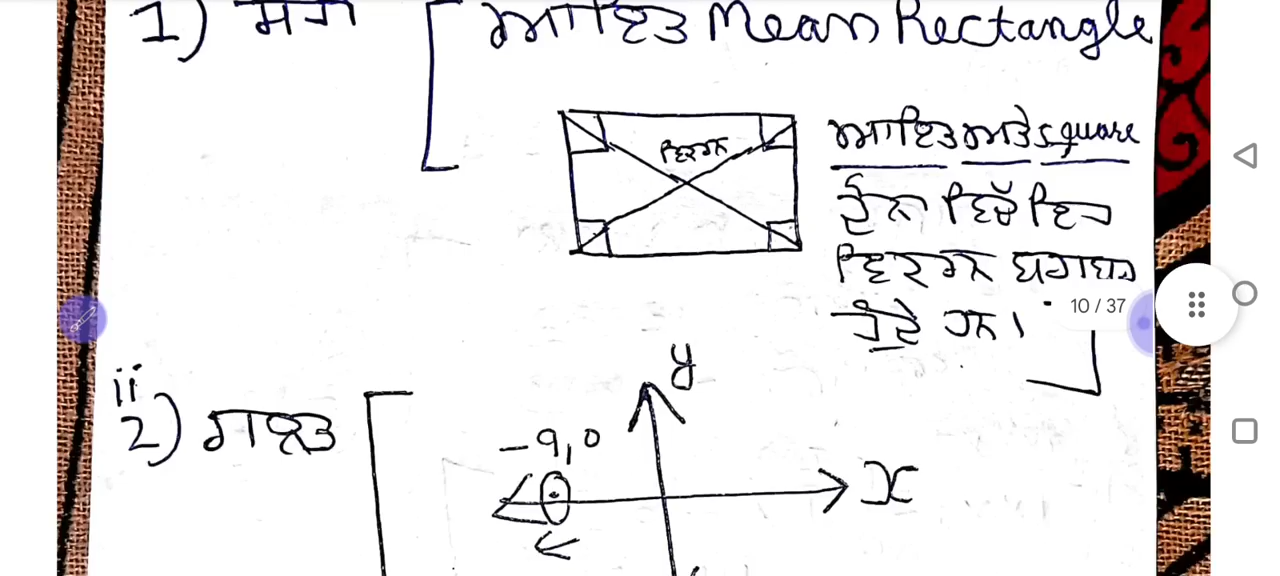 1) ਸਹੀ [ ਆਇਤ Mean Rectangle
ਵਿਕਰਨ
ਆਇਤ ਅਤੇ square
ਦੋਨਾਂ ਵਿੱਚ
ਵਿਕਰਨ ਬਰਾਬਰ
ਹੁੰਦੇ ਹਨ।
10 / 37
ii
2) ਗਲਤ
y
-9,0
x